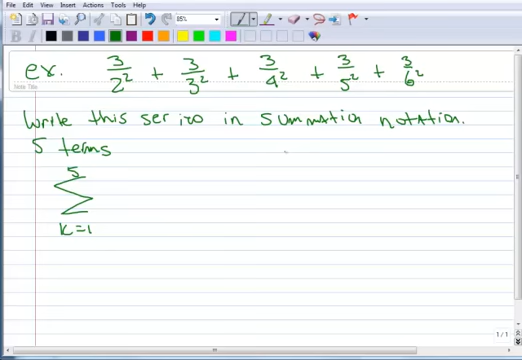 File Edit View Insert Actions Tools Help
85%
ex. 3/2² + 3/3² + 3/4² + 3/5² + 3/6²
Note Title
Write this series in summation notation.
5 terms
5
Σ
k=1
1/1